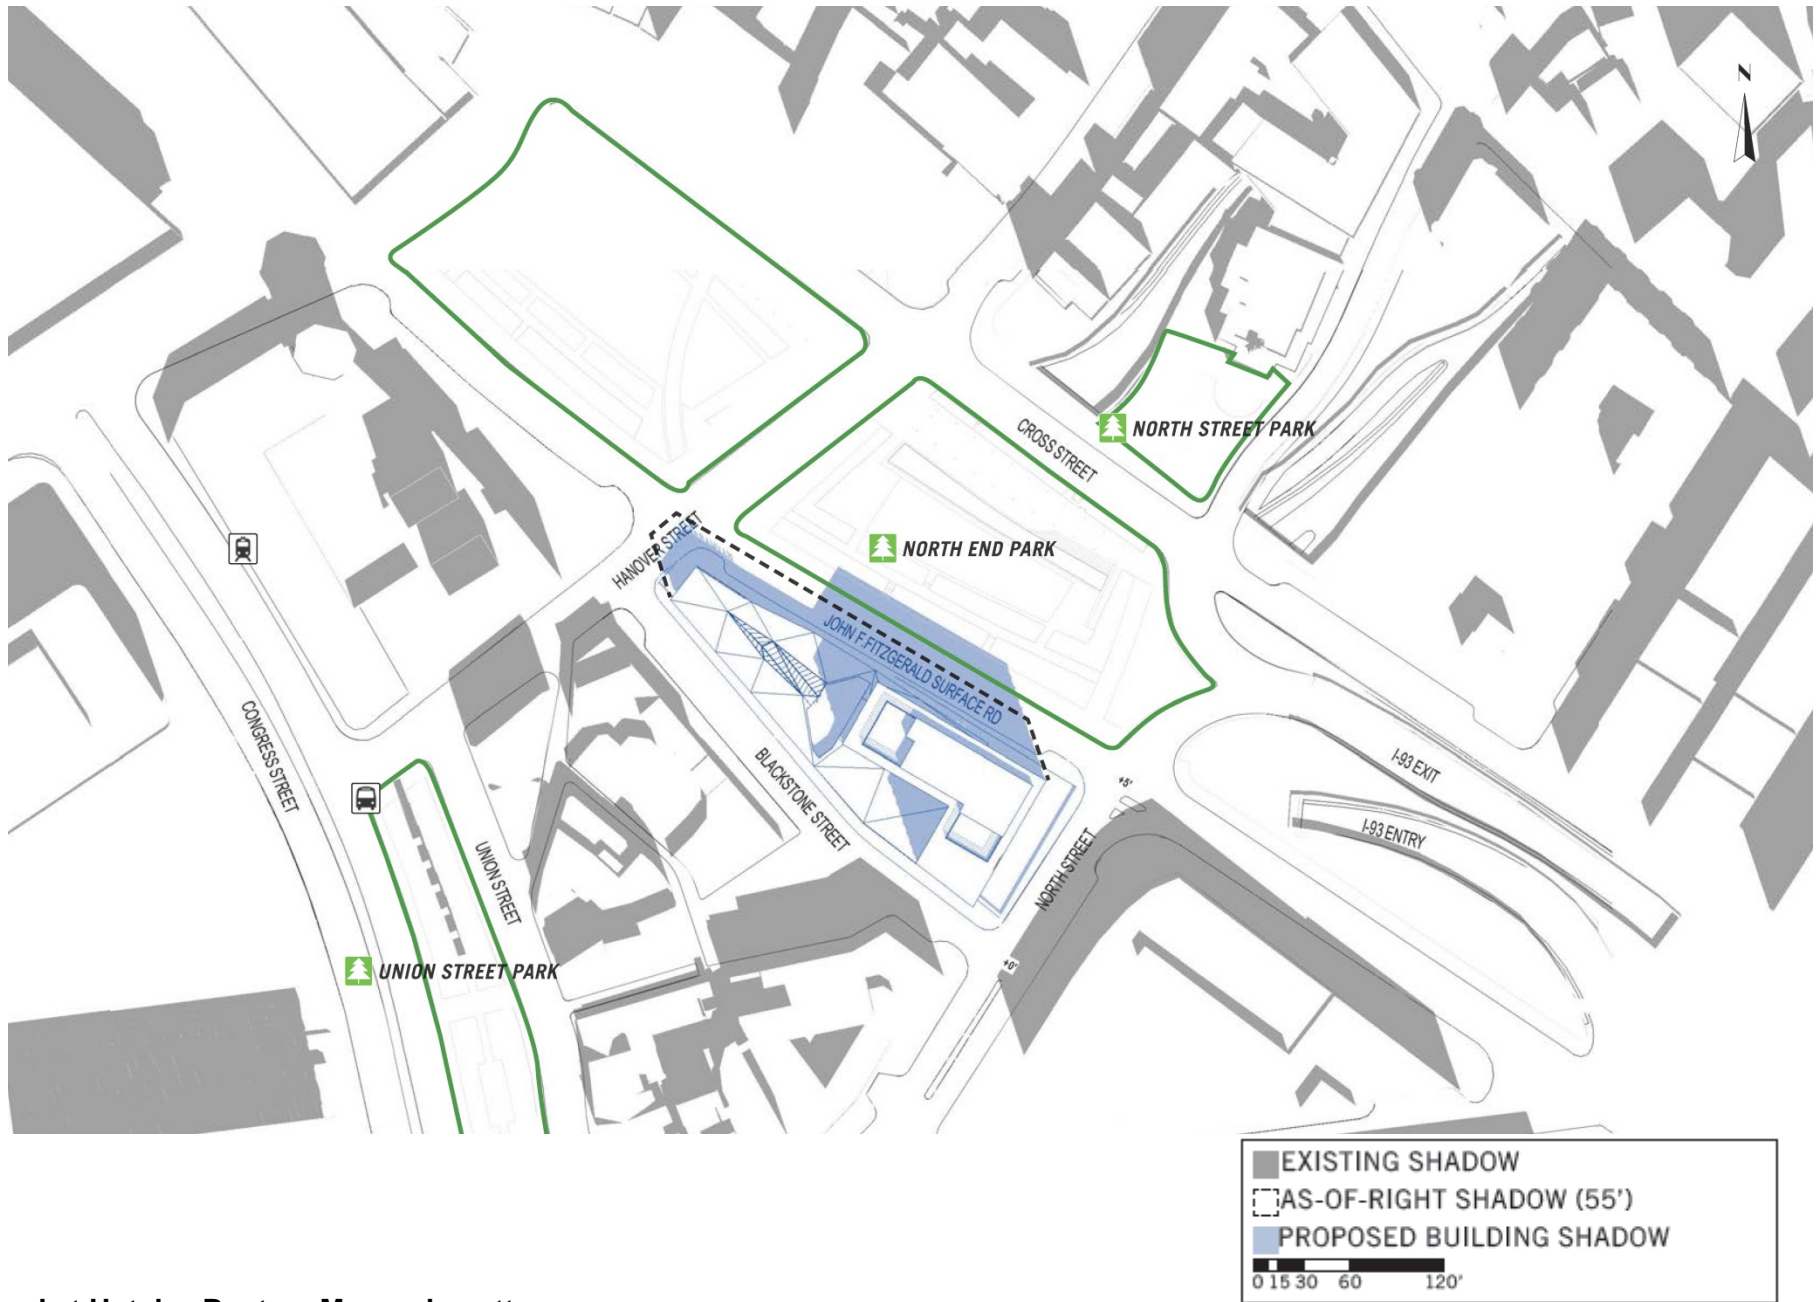 N
NORTH STREET PARK
CROSS STREET
NORTH END PARK
HANOVER STREET
JOHN F.FITZGERALD SURFACE RD
CONGRESS STREET
BLACKSTONE STREET
I-93 EXIT
+5'
I-93 ENTRY
UNION STREET
NORTH STREET
+0'
UNION STREET PARK
EXISTING SHADOW
AS-OF-RIGHT SHADOW (55')
PROPOSED BUILDING SHADOW
0 15 30 60 120'